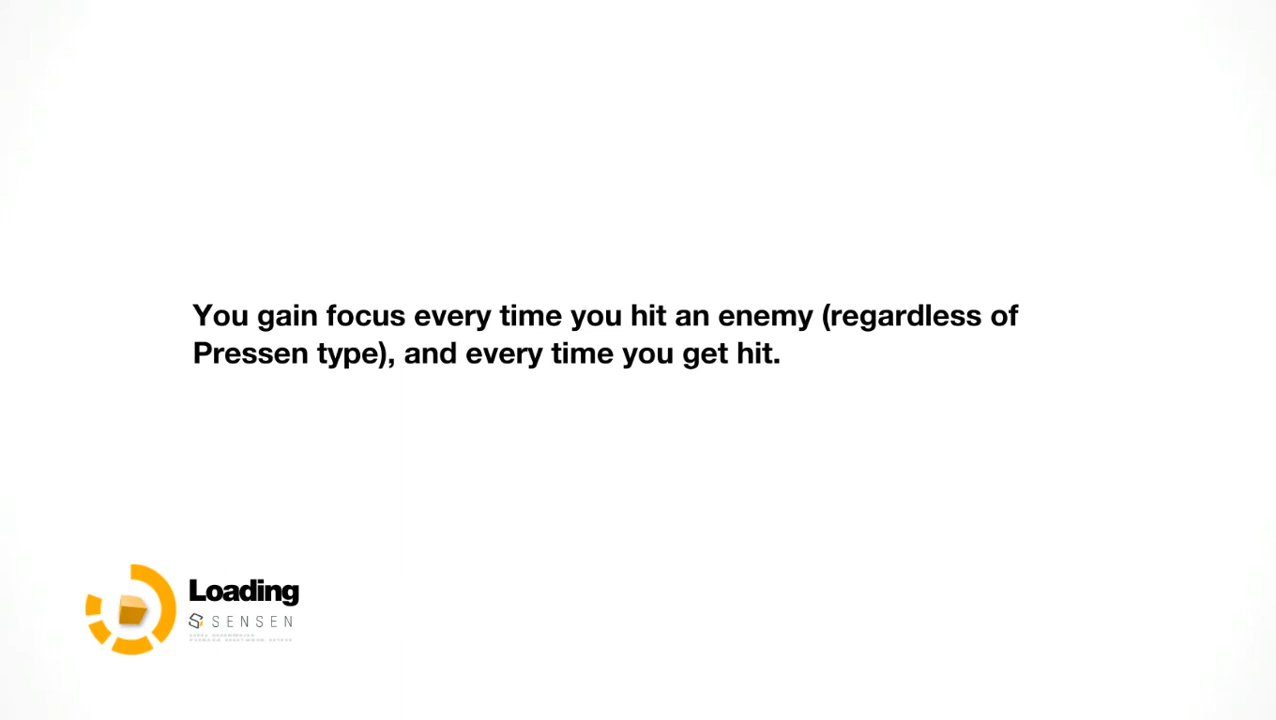 You gain focus every time you hit an enemy (regardless of
Pressen type), and every time you get hit.
Loading
SENSEN